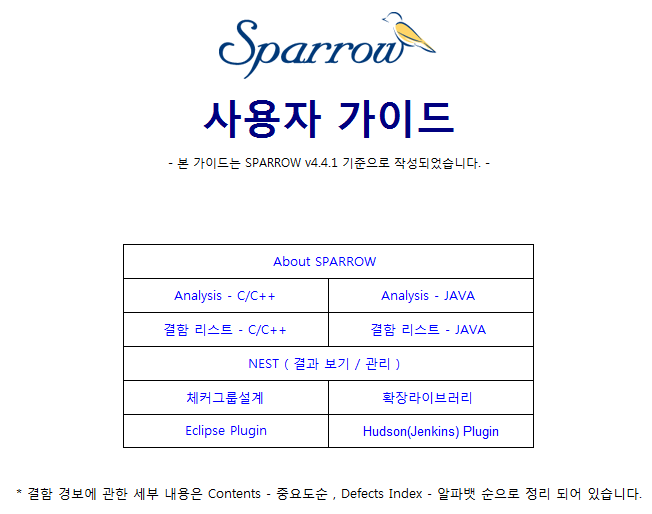 Sparrow
사용자 가이드
- 본 가이드는 SPARROW v4.4.1 기준으로 작성되었습니다. -
About SPARROW
Analysis - C/C++
Analysis - JAVA
결함 리스트 - C/C++
결함 리스트 - JAVA
NEST ( 결과 보기 / 관리 )
체커그룹설계
확장라이브러리
Eclipse Plugin
Hudson(Jenkins) Plugin
* 결함 경보에 관한 세부 내용은 Contents - 중요도순 , Defects Index - 알파뱃 순으로 정리 되어 있습니다.